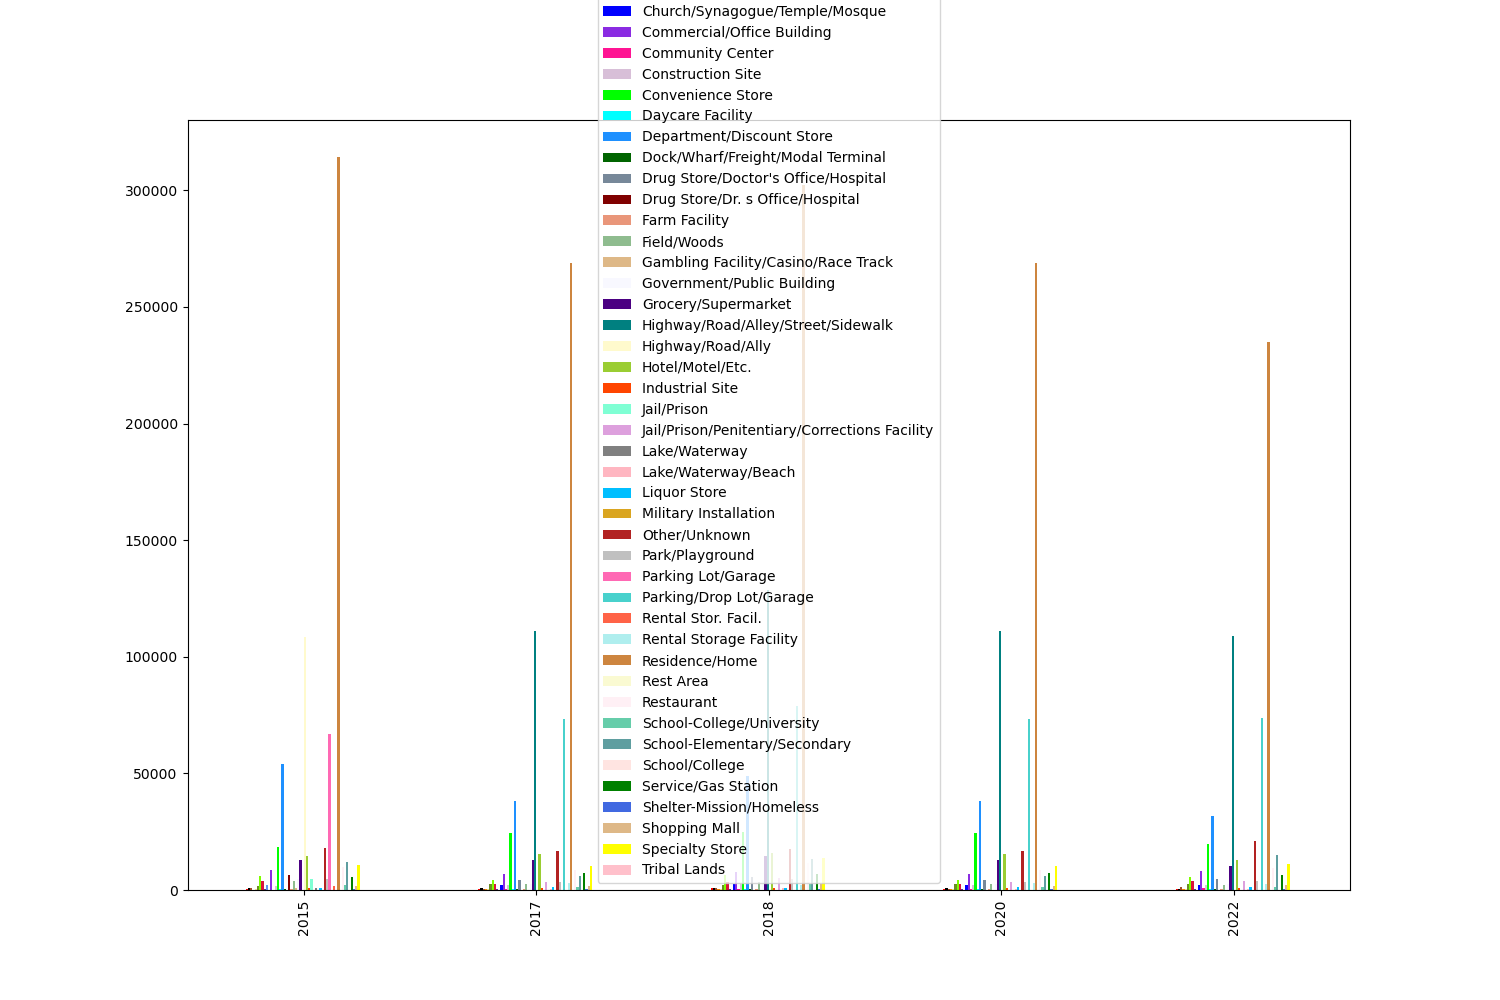 Church/Synagogue/Temple/Mosque
Commercial/Office Building
Community Center
Construction Site
Convenience Store
Daycare Facility
Department/Discount Store
Dock/Wharf/Freight/Modal Terminal
Drug Store/Doctor's Office/Hospital
Drug Store/Dr. s Office/Hospital
Farm Facility
Field/Woods
Gambling Facility/Casino/Race Track
Government/Public Building
Grocery/Supermarket
Highway/Road/Alley/Street/Sidewalk
Highway/Road/Ally
Hotel/Motel/Etc.
Industrial Site
Jail/Prison
Jail/Prison/Penitentiary/Corrections Facility
Lake/Waterway
Lake/Waterway/Beach
Liquor Store
Military Installation
Other/Unknown
Park/Playground
Parking Lot/Garage
Parking/Drop Lot/Garage
Rental Stor. Facil.
Rental Storage Facility
Residence/Home
Rest Area
Restaurant
School-College/University
School-Elementary/Secondary
School/College
Service/Gas Station
Shelter-Mission/Homeless
Shopping Mall
Specialty Store
Tribal Lands
300000
250000
200000
150000
100000
50000
0
2015
2017
2018
2020
2022